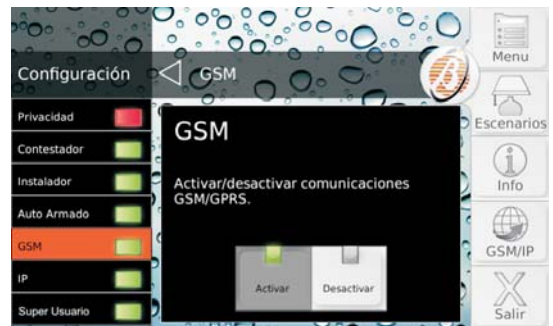 Configuración
GSM
Privacidad
Contestador
Instalador
Auto Armado
GSM
IP
Super Usuario
GSM
Activar/desactivar comunicaciones
GSM/GPRS.
Activar
Desactivar
Menu
Escenarios
Info
GSM/IP
Salir